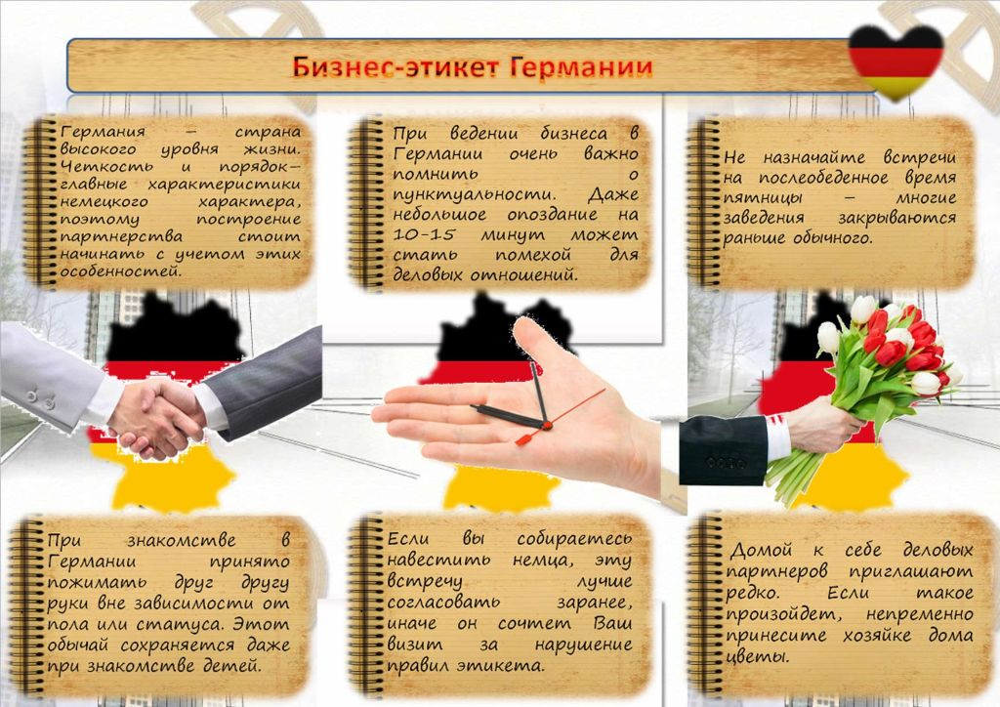 Бизнес-этикет Германии
Германия – страна
высокого уровня жизни.
Четкость и порядок–
главные характеристики
немецкого характера,
поэтому построение
партнерства стоит
начинать с учетом этих
особенностей.
При ведении бизнеса в
Германии очень важно
помнить о
пунктуальности. Даже
небольшое опоздание на
10-15 минут может
стать помехой для
деловых отношений.
Не назначайте встречи
на послеобеденное время
пятницы – многие
заведения закрываются
раньше обычного.
При знакомстве в
Германии принято
пожимать друг другу
руки вне зависимости от
пола или статуса. Этот
обычай сохраняется даже
при знакомстве детей.
Если вы собираетесь
навестить немца, эту
встречу лучше
согласовать заранее,
иначе он сочтет Ваш
визит за нарушение
правил этикета.
Домой к себе деловых
партнеров приглашают
редко. Если такое
произойдет, непременно
принесите хозяйке дома
цветы.